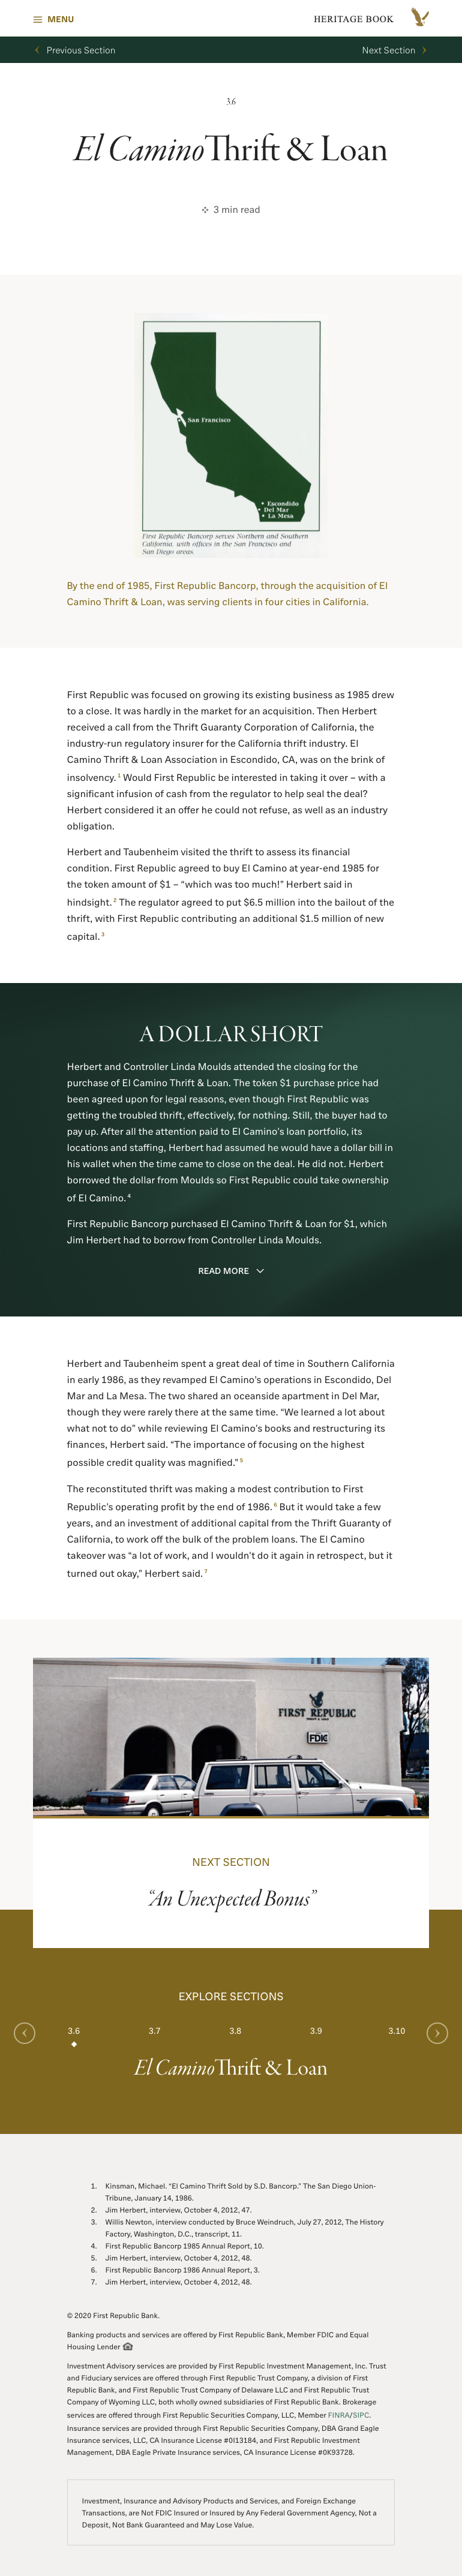 MENU
HERITAGE BOOK
Previous Section
Next Section
3.6
El Camino Thrift & Loan
3 min read
San Francisco
Escondido
Del Mar
La Mesa
First Republic Bancorp serves Northern and Southern
California, with offices in the San Francisco and
San Diego areas.
By the end of 1985, First Republic Bancorp, through the acquisition of El
Camino Thrift & Loan, was serving clients in four cities in California.
First Republic was focused on growing its existing business as 1985 drew
to a close. It was hardly in the market for an acquisition. Then Herbert
received a call from the Thrift Guaranty Corporation of California, the
industry-run regulatory insurer for the California thrift industry. El
Camino Thrift & Loan Association in Escondido, CA, was on the brink of
insolvency. 1 Would First Republic be interested in taking it over – with a
significant infusion of cash from the regulator to help seal the deal?
Herbert considered it an offer he could not refuse, as well as an industry
obligation.
Herbert and Taubenheim visited the thrift to assess its financial
condition. First Republic agreed to buy El Camino at year-end 1985 for
the token amount of $1 – “which was too much!” Herbert said in
hindsight. 2 The regulator agreed to put $6.5 million into the bailout of the
thrift, with First Republic contributing an additional $1.5 million of new
capital. 3
A DOLLAR SHORT
Herbert and Controller Linda Moulds attended the closing for the
purchase of El Camino Thrift & Loan. The token $1 purchase price had
been agreed upon for legal reasons, even though First Republic was
getting the troubled thrift, effectively, for nothing. Still, the buyer had to
pay up. After all the attention paid to El Camino’s loan portfolio, its
locations and staffing, Herbert had assumed he would have a dollar bill in
his wallet when the time came to close on the deal. He did not. Herbert
borrowed the dollar from Moulds so First Republic could take ownership
of El Camino. 4
First Republic Bancorp purchased El Camino Thrift & Loan for $1, which
Jim Herbert had to borrow from Controller Linda Moulds.
READ MORE
Herbert and Taubenheim spent a great deal of time in Southern California
in early 1986, as they revamped El Camino’s operations in Escondido, Del
Mar and La Mesa. The two shared an oceanside apartment in Del Mar,
though they were rarely there at the same time. “We learned a lot about
what not to do” while reviewing El Camino’s books and restructuring its
finances, Herbert said. “The importance of focusing on the highest
possible credit quality was magnified.” 5
The reconstituted thrift was making a modest contribution to First
Republic’s operating profit by the end of 1986. 6 But it would take a few
years, and an investment of additional capital from the Thrift Guaranty of
California, to work off the bulk of the problem loans. The El Camino
takeover was “a lot of work, and I wouldn’t do it again in retrospect, but it
turned out okay,” Herbert said. 7
FIRST REPUBLIC
THRIFT & LOAN
FDIC
NEXT SECTION
“An Unexpected Bonus”
EXPLORE SECTIONS
3.6
3.7
3.8
3.9
3.10
El Camino Thrift & Loan
1. Kinsman, Michael. “El Camino Thrift Sold by S.D. Bancorp.” The San Diego Union-
Tribune, January 14, 1986.
2. Jim Herbert, interview, October 4, 2012, 47.
3. Willis Newton, interview conducted by Bruce Weindruch, July 27, 2012, The History
Factory, Washington, D.C., transcript, 11.
4. First Republic Bancorp 1985 Annual Report, 10.
5. Jim Herbert, interview, October 4, 2012, 48.
6. First Republic Bancorp 1986 Annual Report, 3.
7. Jim Herbert, interview, October 4, 2012, 48.
© 2020 First Republic Bank.
Banking products and services are offered by First Republic Bank, Member FDIC and Equal
Housing Lender
Investment Advisory services are provided by First Republic Investment Management, Inc. Trust
and Fiduciary services are offered through First Republic Trust Company, a division of First
Republic Bank, and First Republic Trust Company of Delaware LLC and First Republic Trust
Company of Wyoming LLC, both wholly owned subsidiaries of First Republic Bank. Brokerage
services are offered through First Republic Securities Company, LLC, Member FINRA/SIPC.
Insurance services are provided through First Republic Securities Company, DBA Grand Eagle
Insurance services, LLC, CA Insurance License #0I13184, and First Republic Investment
Management, DBA Eagle Private Insurance services, CA Insurance License #0K93728.
Investment, Insurance and Advisory Products and Services, and Foreign Exchange
Transactions, are Not FDIC Insured or Insured by Any Federal Government Agency, Not a
Deposit, Not Bank Guaranteed and May Lose Value.